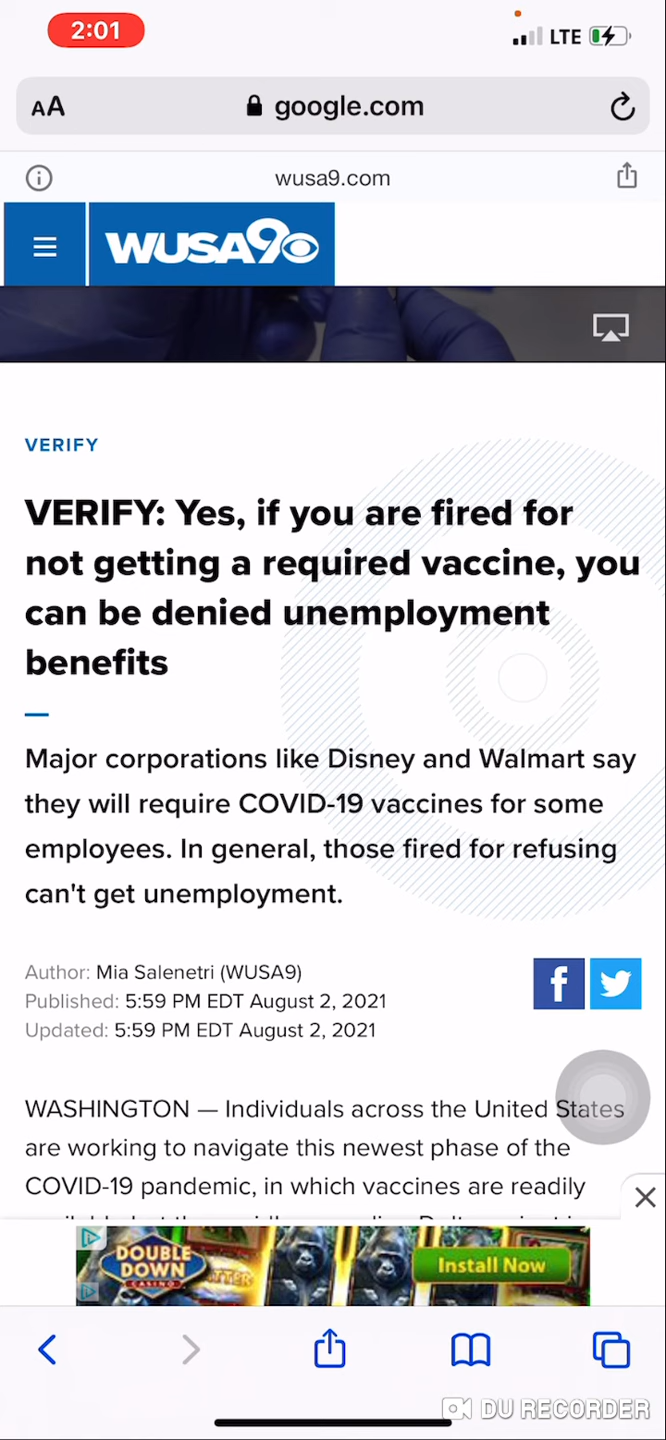 2:01
LTE
AA
google.com
wusa9.com
WUSA9
VERIFY
VERIFY: Yes, if you are fired for
not getting a required vaccine, you
can be denied unemployment
benefits
Major corporations like Disney and Walmart say
they will require COVID-19 vaccines for some
employees. In general, those fired for refusing
can't get unemployment.
Author: Mia Salenetri (WUSA9)
Published: 5:59 PM EDT August 2, 2021
Updated: 5:59 PM EDT August 2, 2021
WASHINGTON — Individuals across the United States
are working to navigate this newest phase of the
COVID-19 pandemic, in which vaccines are readily
DOUBLE
DOWN
CASINO
Install Now
DU RECORDER